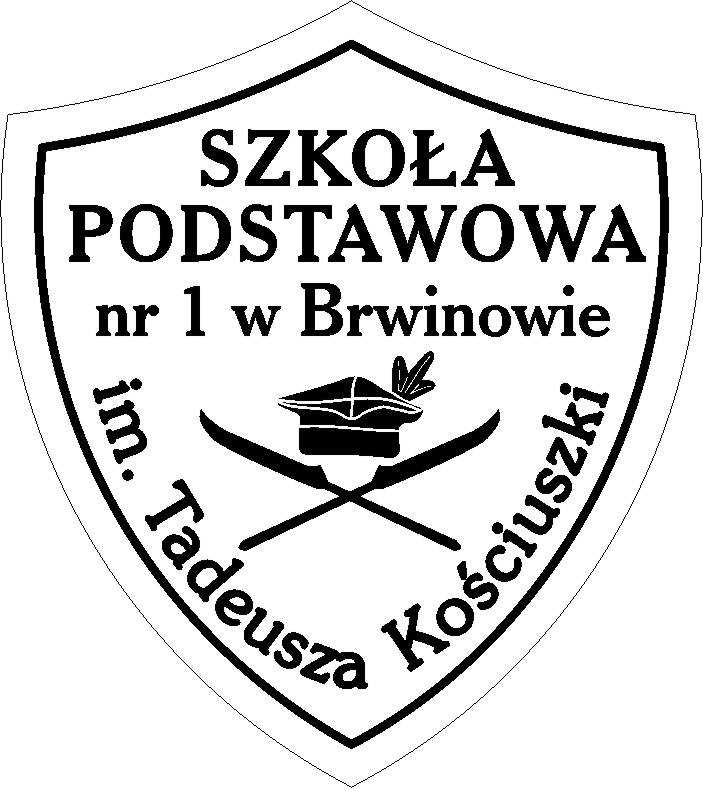 SZKOŁA
PODSTAWOWA
nr 1 w Brwinowie
im. Tadeusza Kościuszki